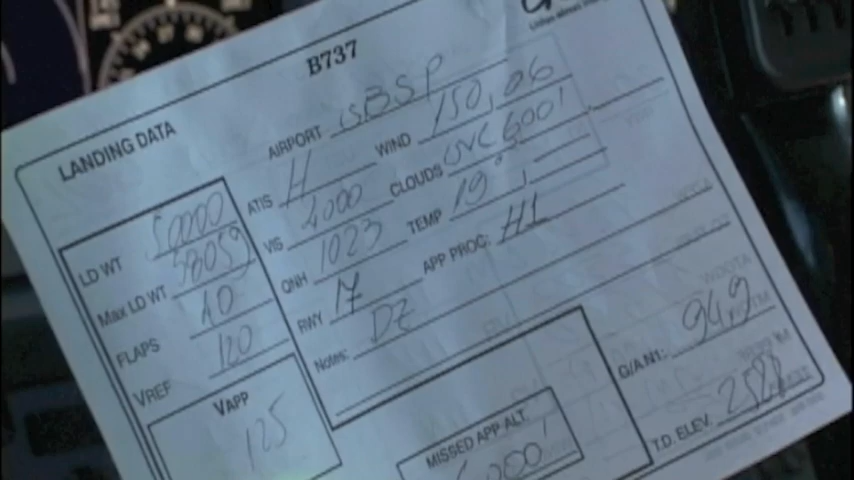 B737
LANDING DATA
AIRPORT SBSP
ATIS H WIND 150, 06
VIS 4000 CLOUDS OVC 600'
QNH 1023 TEMP 19°
RWY 17 APP PROC: H1
Notes: DZ
LD WT 50000
Max LD WT 58059
FLAPS 40
VREF 120
VAPP
125
MISSED APP ALT.
6000'
G/A N1: 94,9
T.D. ELEV.